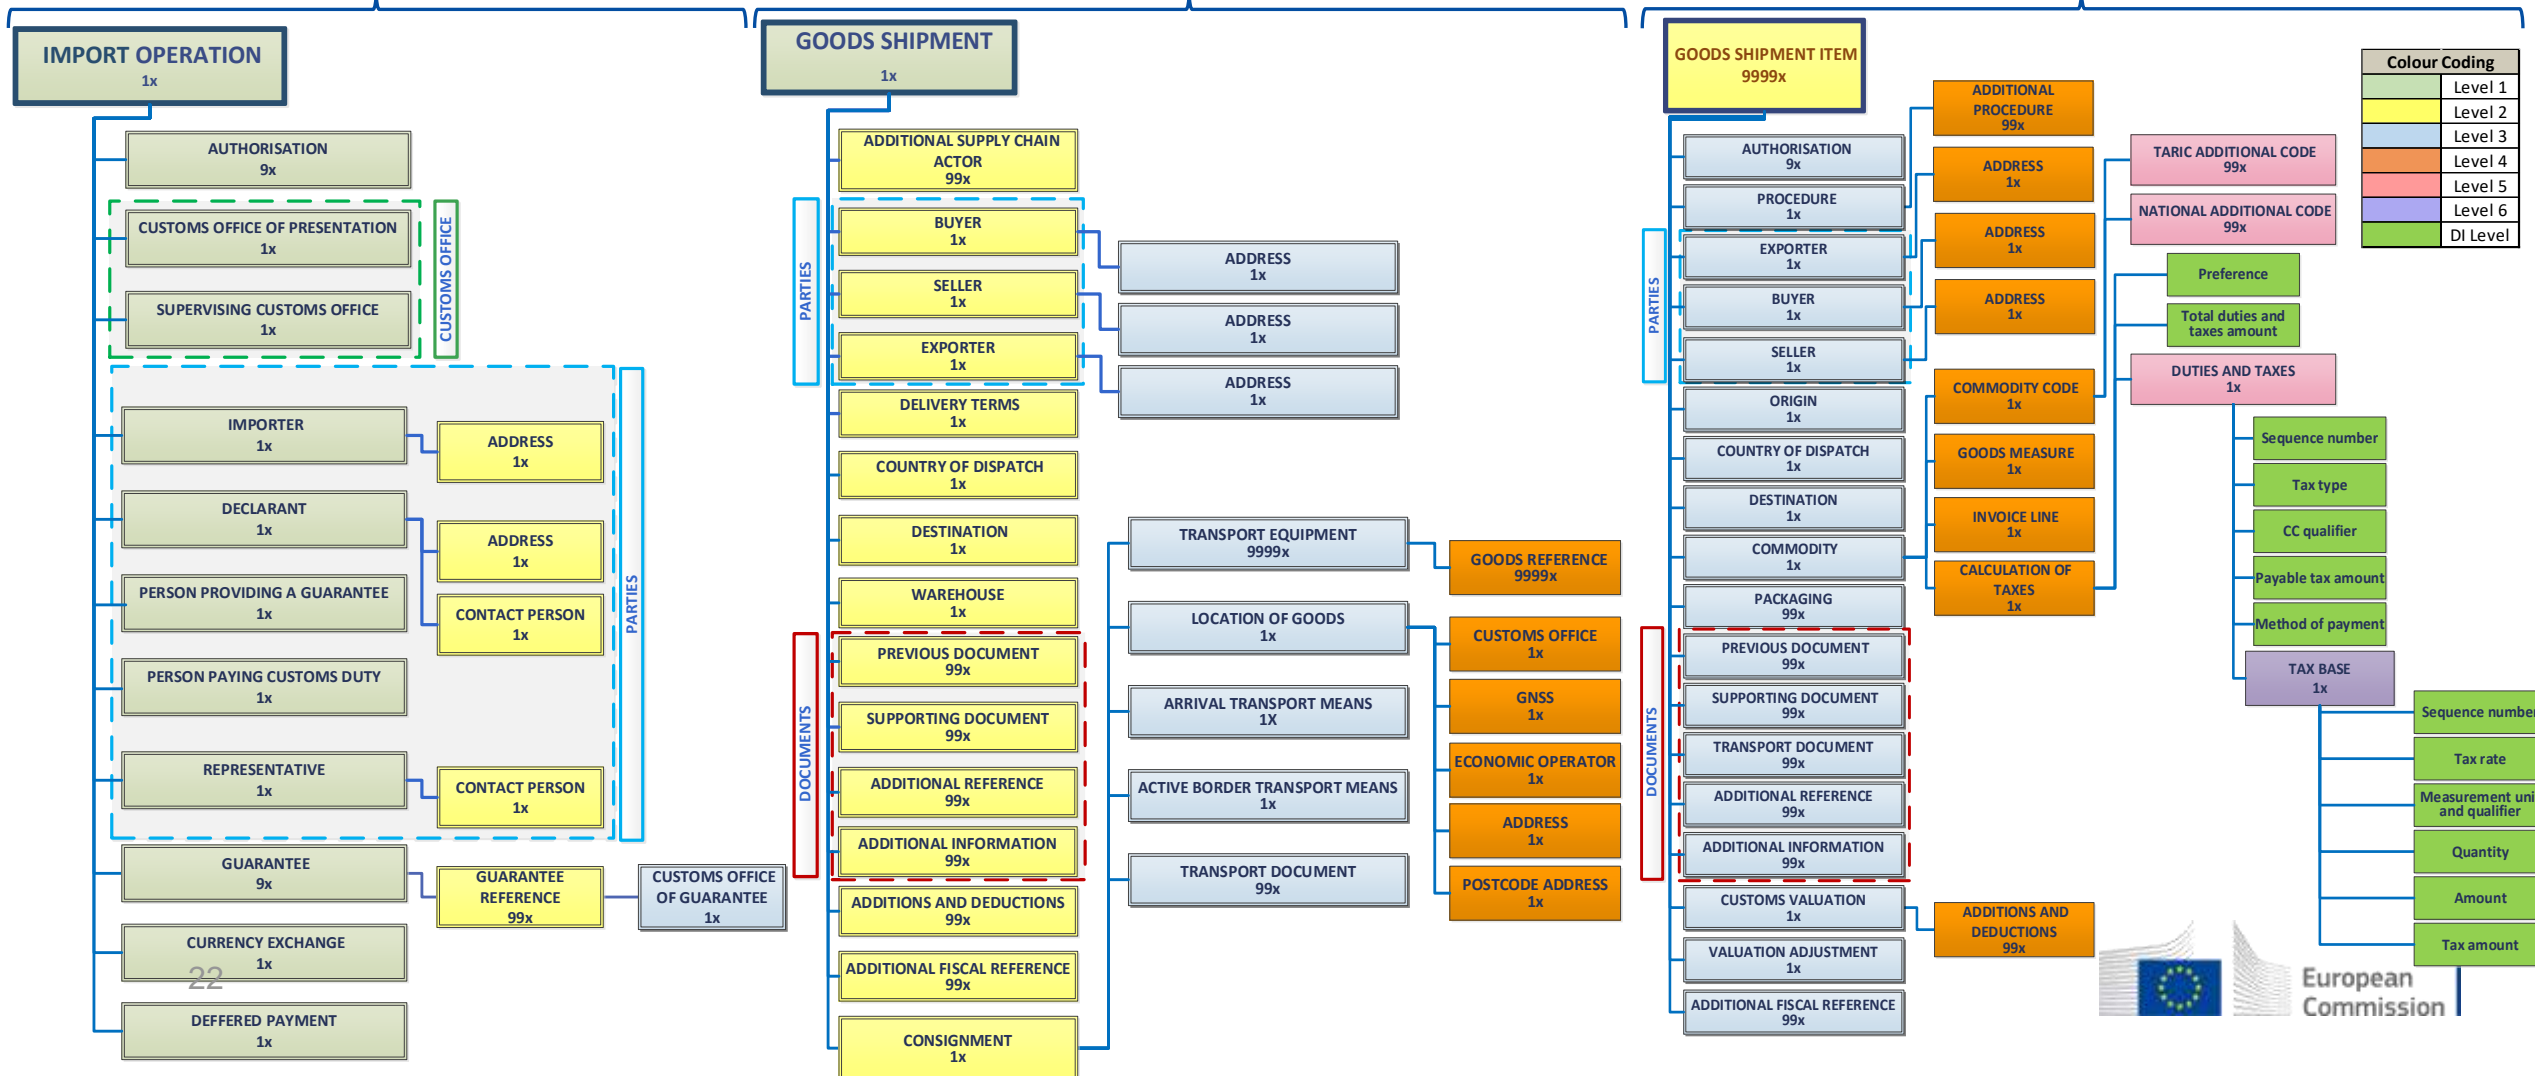 IMPORT OPERATION
1x
AUTHORISATION
9x
CUSTOMS OFFICE OF PRESENTATION
1x
SUPERVISING CUSTOMS OFFICE
1x
CUSTOMS OFFICE
IMPORTER
1x
ADDRESS
1x
DECLARANT
1x
ADDRESS
1x
CONTACT PERSON
1x
PERSON PROVIDING A GUARANTEE
1x
PERSON PAYING CUSTOMS DUTY
1x
REPRESENTATIVE
1x
CONTACT PERSON
1x
PARTIES
GUARANTEE
9x
GUARANTEE
REFERENCE
99x
CUSTOMS OFFICE
OF GUARANTEE
1x
CURRENCY EXCHANGE
1x
22
DEFFERED PAYMENT
1x
GOODS SHIPMENT
1x
ADDITIONAL SUPPLY CHAIN
ACTOR
99x
PARTIES
BUYER
1x
SELLER
1x
EXPORTER
1x
ADDRESS
1x
ADDRESS
1x
ADDRESS
1x
DELIVERY TERMS
1x
COUNTRY OF DISPATCH
1x
DESTINATION
1x
WAREHOUSE
1x
DOCUMENTS
PREVIOUS DOCUMENT
99x
SUPPORTING DOCUMENT
99x
ADDITIONAL REFERENCE
99x
ADDITIONAL INFORMATION
99x
ADDITIONS AND DEDUCTIONS
99x
ADDITIONAL FISCAL REFERENCE
99x
CONSIGNMENT
1x
TRANSPORT EQUIPMENT
9999x
GOODS REFERENCE
9999x
LOCATION OF GOODS
1x
CUSTOMS OFFICE
1x
GNSS
1x
ECONOMIC OPERATOR
1x
ADDRESS
1x
POSTCODE ADDRESS
1x
ARRIVAL TRANSPORT MEANS
1X
ACTIVE BORDER TRANSPORT MEANS
1x
TRANSPORT DOCUMENT
99x
GOODS SHIPMENT ITEM
9999x
AUTHORISATION
9x
PROCEDURE
1x
PARTIES
EXPORTER
1x
BUYER
1x
SELLER
1x
ORIGIN
1x
COUNTRY OF DISPATCH
1x
DESTINATION
1x
COMMODITY
1x
PACKAGING
99x
DOCUMENTS
PREVIOUS DOCUMENT
99x
SUPPORTING DOCUMENT
99x
TRANSPORT DOCUMENT
99x
ADDITIONAL REFERENCE
99x
ADDITIONAL INFORMATION
99x
CUSTOMS VALUATION
1x
VALUATION ADJUSTMENT
1x
ADDITIONAL FISCAL REFERENCE
99x
ADDITIONAL
PROCEDURE
99x
ADDRESS
1x
ADDRESS
1x
ADDRESS
1x
COMMODITY CODE
1x
GOODS MEASURE
1x
INVOICE LINE
1x
CALCULATION OF
TAXES
1x
ADDITIONS AND
DEDUCTIONS
99x
TARIC ADDITIONAL CODE
99x
NATIONAL ADDITIONAL CODE
99x
Preference
Total duties and
taxes amount
DUTIES AND TAXES
1x
Sequence number
Tax type
CC qualifier
Payable tax amount
Method of payment
TAX BASE
1x
Sequence number
Tax rate
Measurement uni
and qualifier
Quantity
Amount
Tax amount
Colour Coding
Level 1
Level 2
Level 3
Level 4
Level 5
Level 6
DI Level
European
Commission